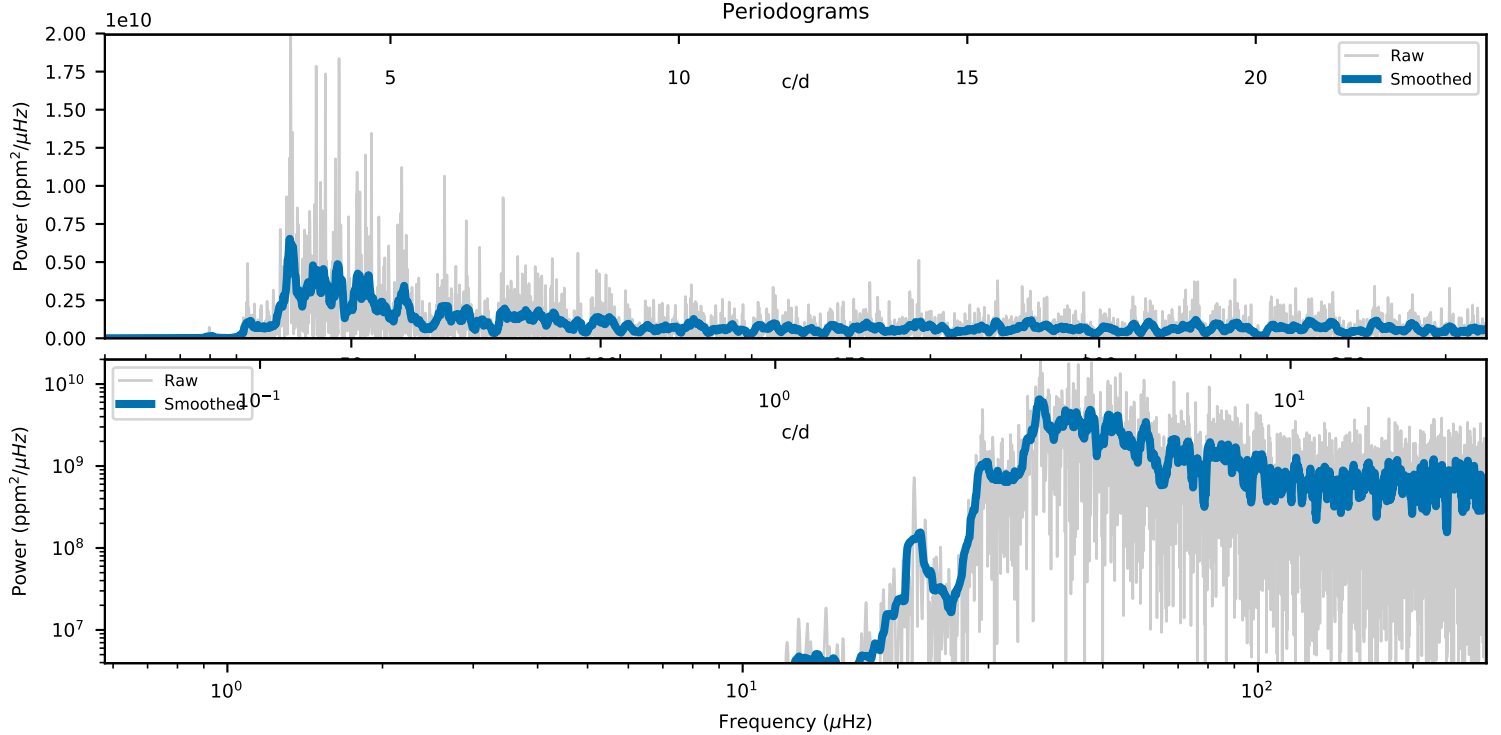 Periodograms
1e10
2.00
1.75
1.50
1.25
1.00
0.75
0.50
0.25
0.00
Power (ppm²/μHz)
5 10 15 20
c/d
Raw
Smoothed
10¹⁰
10⁹
10⁸
10⁷
Power (ppm²/μHz)
Raw
Smoothed
10⁻¹ 10⁰ 10¹
c/d
10⁰ 10¹ 10²
Frequency (μHz)